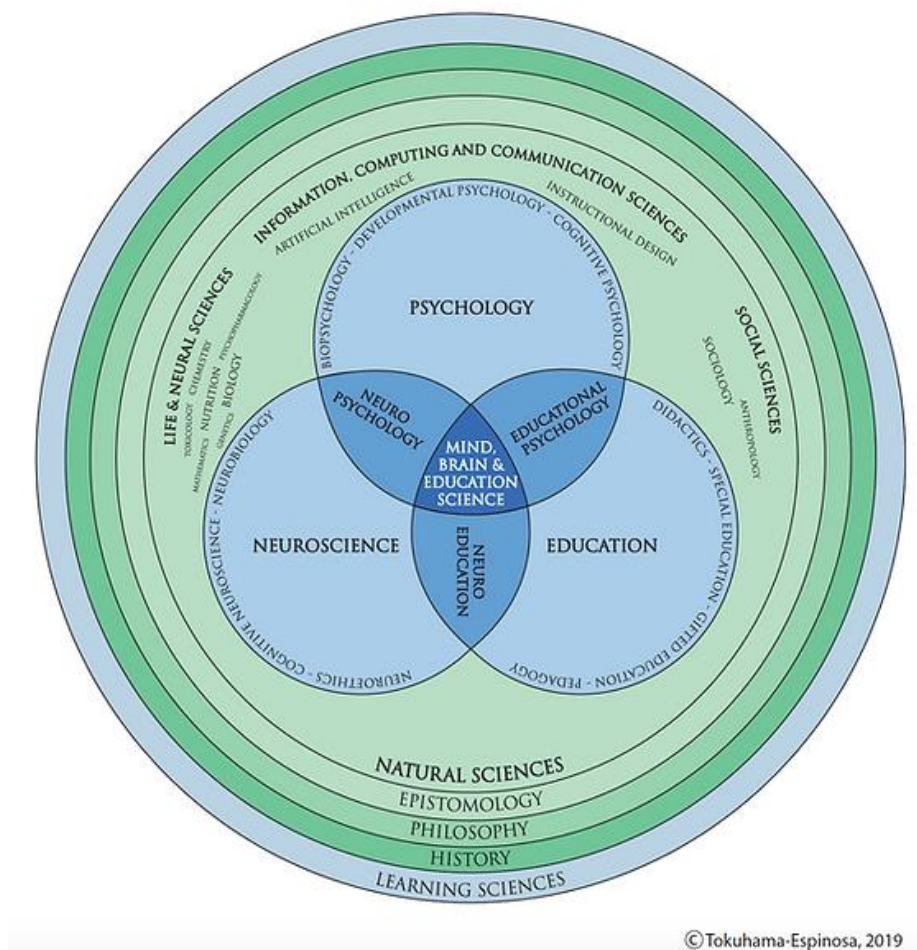 INFORMATION, COMPUTING AND COMMUNICATION SCIENCES
ARTIFICIAL INTELLIGENCE
INSTRUCTIONAL DESIGN
BIOPSYCHOLOGY - DEVELOPMENTAL PSYCHOLOGY - COGNITIVE PSYCHOLOGY
PSYCHOLOGY
LIFE & NEURAL SCIENCES
TOXICOLOGY
CHEMESTRY
PSYCHOPHARMACOLOGY
MATHEMATICS
NUTRITION
GENETICS
BIOLOGY
SOCIAL SCIENCES
SOCIOLOGY
ANTHROPOLOGY
NEURO
PSYCHOLOGY
EDUCATIONAL
PSYCHOLOGY
MIND,
BRAIN &
EDUCATION
SCIENCE
NEUROETHICS - COGNITIVE NEUROSCIENCE - NEUROBIOLOGY
NEUROSCIENCE
NEURO
EDUCATION
EDUCATION
DIDACTICS - SPECIAL EDUCATION - GIFTED EDUCATION - PEDAGOGY
NATURAL SCIENCES
EPISTOMOLOGY
PHILOSOPHY
HISTORY
LEARNING SCIENCES
© Tokuhama-Espinosa, 2019